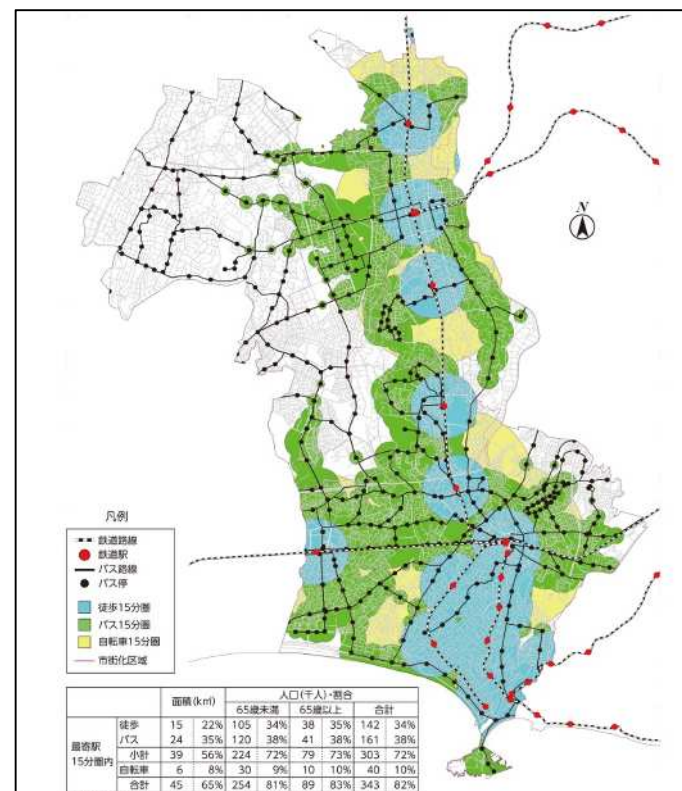 N
凡例
鉄道路線
鉄道駅
バス路線
バス停
徒歩15分圏
バス15分圏
自転車15分圏
市街化区域
面積(km²) 人口(千人)・割合
65歳未満 65歳以上 合計
最寄駅15分圏内
徒歩 15 22% 105 34% 38 35% 142 34%
バス 24 35% 120 38% 41 38% 161 38%
小計 39 56% 224 72% 79 73% 303 72%
自転車 6 8% 30 9% 10 10% 40 10%
合計 45 65% 254 81% 89 83% 343 82%